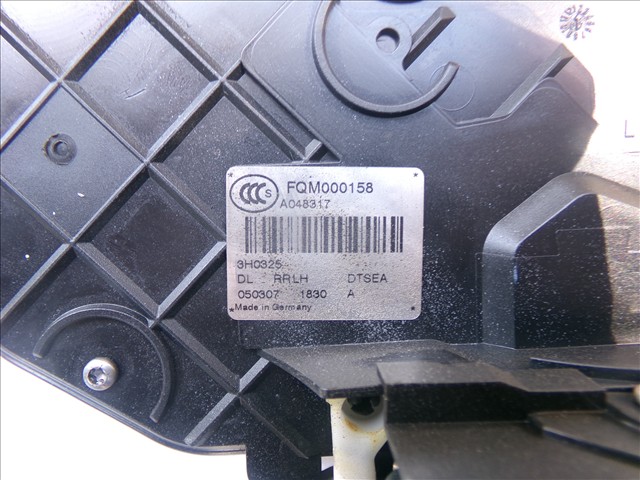 CCC S FQM000158
A048317
3H0325
DL RRLH DTSEA
050307 1830 A
Made in Germany
L